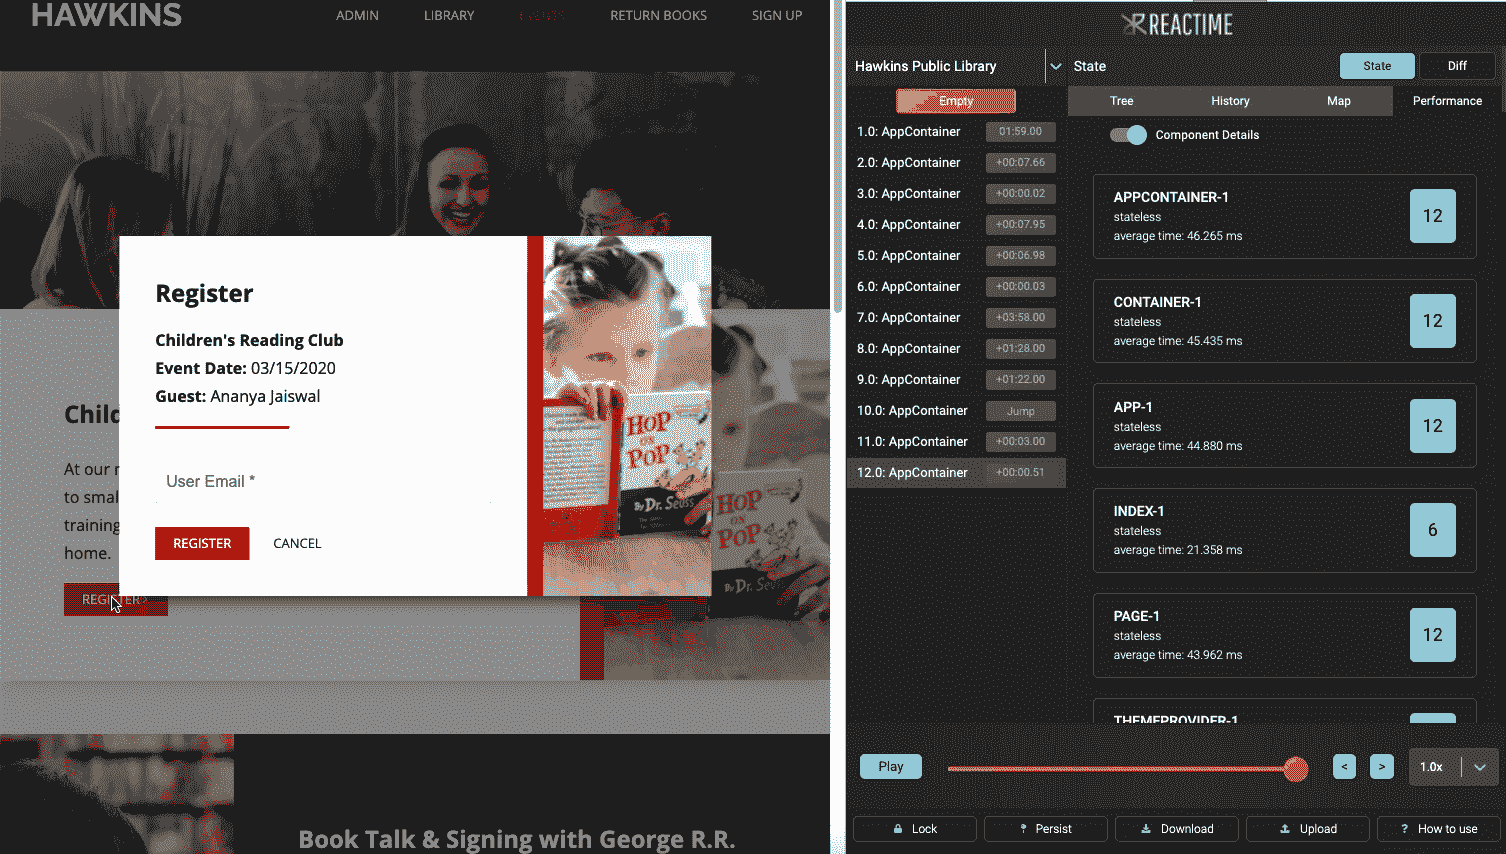 HAWKINS
ADMIN
LIBRARY
RETURN BOOKS
SIGN UP
Register
Children's Reading Club
Event Date: 03/15/2020
Guest: Ananya Jaiswal
User Email *
REGISTER
CANCEL
HOP
ON
POP
By Dr. Seuss
Child
At our
to smal
training
home.
REGISTER
HOP
ON
POP
By Dr. Seuss
Book Talk & Signing with George R.R.
REACTIME
Hawkins Public Library
State
State
Diff
Empty
Tree
History
Map
Performance
Component Details
1.0: AppContainer 01:59.00
2.0: AppContainer +00:07.66
3.0: AppContainer +00:00.02
4.0: AppContainer +00:07.95
5.0: AppContainer +00:06.98
6.0: AppContainer +00:00.03
7.0: AppContainer +03:58.00
8.0: AppContainer +01:28.00
9.0: AppContainer +01:22.00
10.0: AppContainer Jump
11.0: AppContainer +00:03.00
12.0: AppContainer +00:00.51
APPCONTAINER-1
stateless
average time: 46.265 ms
12
CONTAINER-1
stateless
average time: 45.435 ms
12
APP-1
stateless
average time: 44.880 ms
12
INDEX-1
stateless
average time: 21.358 ms
6
PAGE-1
stateless
average time: 43.962 ms
12
THEMEPROVIDER-1
Play
<
>
1.0x
Lock
Persist
Download
Upload
? How to use